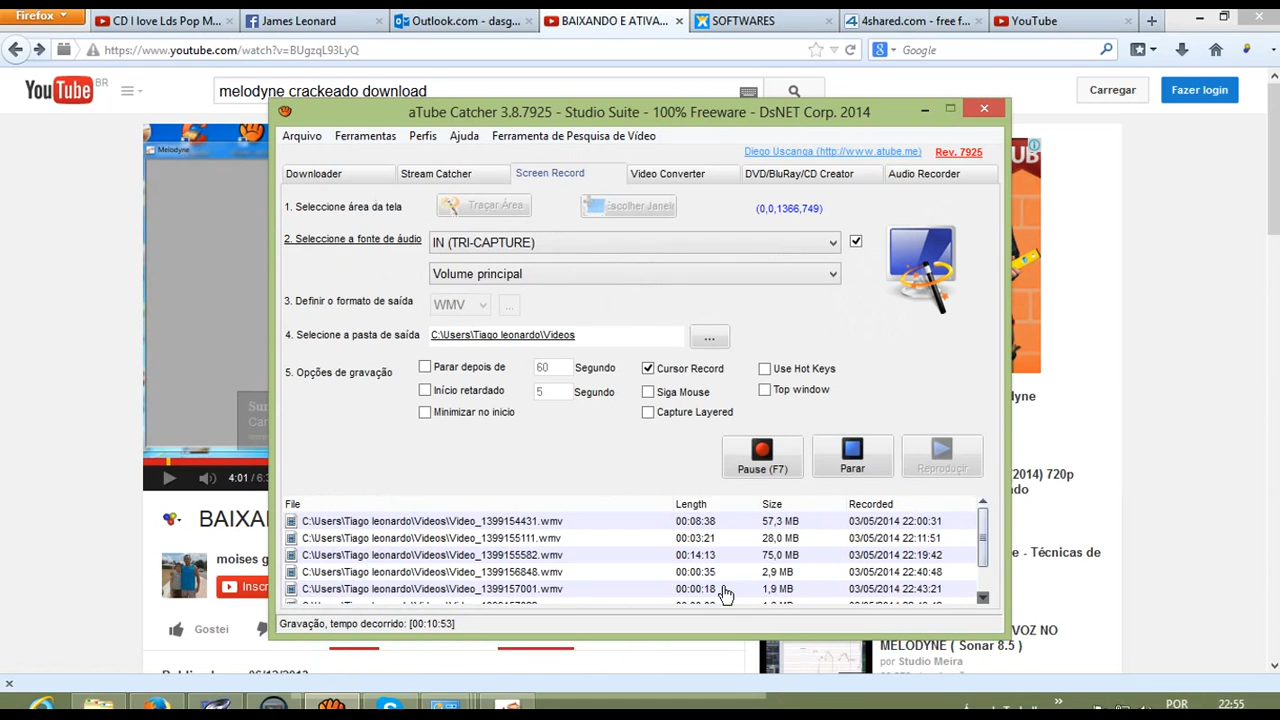 Firefox
CD I love Lds Pop M...
James Leonard
Outlook.com - dasg...
BAIXANDO E ATIVA...
SOFTWARES
4shared.com - free f...
YouTube
https://www.youtube.com/watch?v=BUgzqL93LyQ
Google
YouTube BR
melodyne crackeado download
Carregar
Fazer login
aTube Catcher 3.8.7925 - Studio Suite - 100% Freeware - DsNET Corp. 2014
Arquivo Ferramentas Perfis Ajuda Ferramenta de Pesquisa de Vídeo
Melodyne
Diego Uscanga (http://www.atube.me) Rev. 7925
Downloader Stream Catcher Screen Record Video Converter DVD/BluRay/CD Creator Audio Recorder
1. Seleccione área da tela Traçar Área Escolher Janela (0,0,1366,749)
2. Seleccione a fonte de áudio IN (TRI-CAPTURE)
Volume principal
3. Definir o formato de saída WMV ...
4. Selecione a pasta de saída C:\Users\Tiago leonardo\Videos ...
5. Opções de gravação
Parar depois de 60 Segundo Cursor Record Use Hot Keys
Início retardado 5 Segundo Siga Mouse Top window
Minimizar no inicio Capture Layered
Pause (F7) Parar Reproduçir
4:01
File Length Size Recorded
C:\Users\Tiago leonardo\Videos\Video_1399154431.wmv 00:08:38 57,3 MB 03/05/2014 22:00:31
C:\Users\Tiago leonardo\Videos\Video_1399155111.wmv 00:03:21 28,0 MB 03/05/2014 22:11:51
C:\Users\Tiago leonardo\Videos\Video_1399155582.wmv 00:14:13 75,0 MB 03/05/2014 22:19:42
C:\Users\Tiago leonardo\Videos\Video_1399156848.wmv 00:00:35 2,9 MB 03/05/2014 22:40:48
C:\Users\Tiago leonardo\Videos\Video_1399157001.wmv 00:00:18 1,9 MB 03/05/2014 22:43:21
Gravação, tempo decorrido: [00:10:53]
BAIXAN
moises g
Inscr
Gostei
(2014) 720p
e - Técnicas de
VOZ NO
MELODYNE ( Sonar 8.5 )
por Studio Meira
POR
22:55